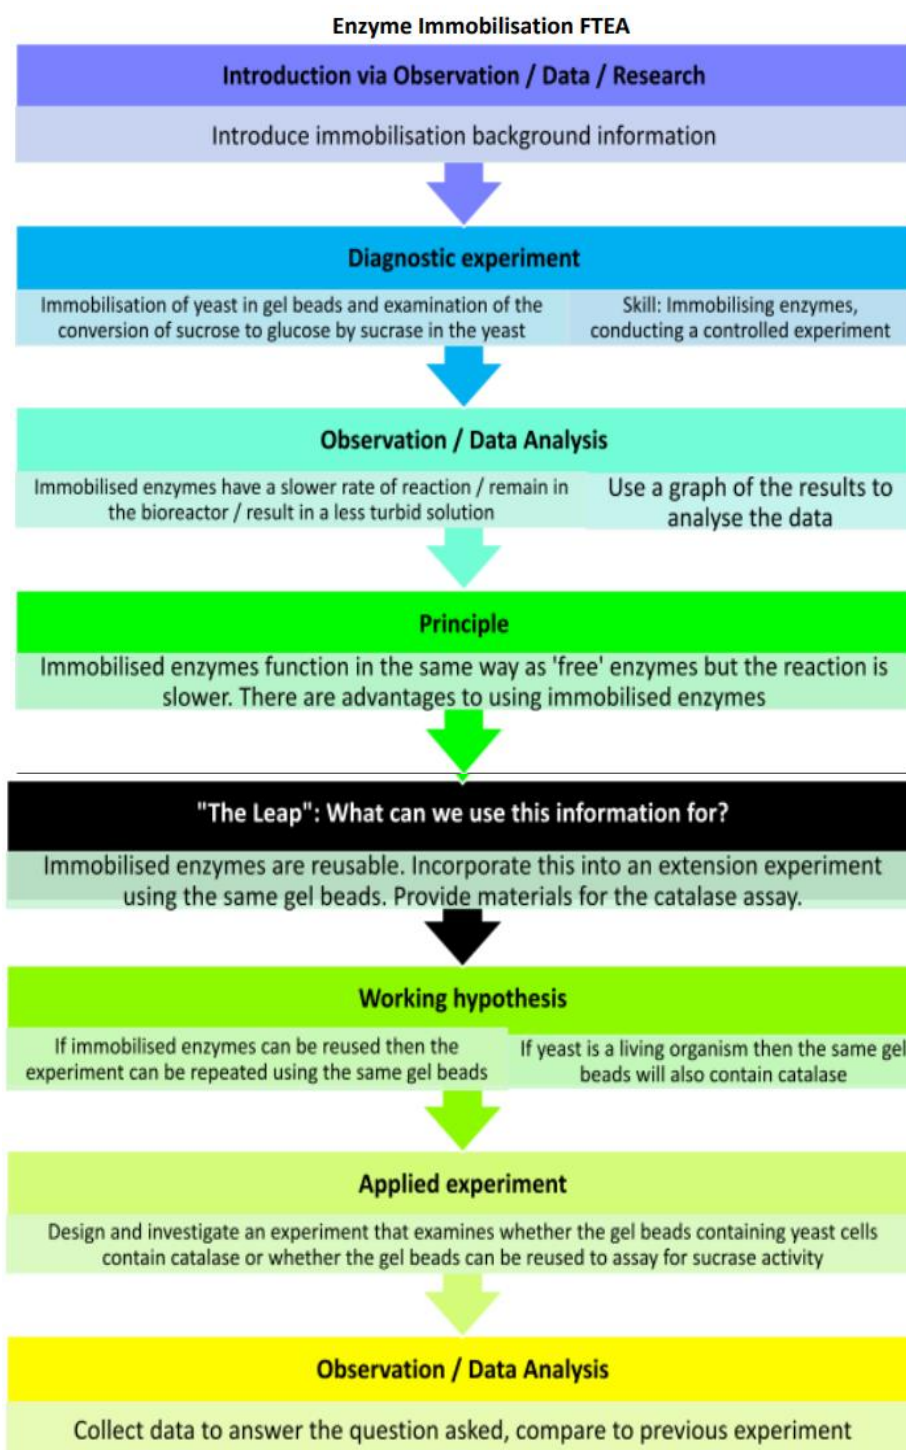 Enzyme Immobilisation FTEA
Introduction via Observation / Data / Research
Introduce immobilisation background information
Diagnostic experiment
Immobilisation of yeast in gel beads and examination of the
conversion of sucrose to glucose by sucrase in the yeast
Skill: Immobilising enzymes,
conducting a controlled experiment
Observation / Data Analysis
Immobilised enzymes have a slower rate of reaction / remain in
the bioreactor / result in a less turbid solution
Use a graph of the results to
analyse the data
Principle
Immobilised enzymes function in the same way as 'free' enzymes but the reaction is
slower. There are advantages to using immobilised enzymes
"The Leap": What can we use this information for?
Immobilised enzymes are reusable. Incorporate this into an extension experiment
using the same gel beads. Provide materials for the catalase assay.
Working hypothesis
If immobilised enzymes can be reused then the
experiment can be repeated using the same gel beads
If yeast is a living organism then the same gel
beads will also contain catalase
Applied experiment
Design and investigate an experiment that examines whether the gel beads containing yeast cells
contain catalase or whether the gel beads can be reused to assay for sucrase activity
Observation / Data Analysis
Collect data to answer the question asked, compare to previous experiment